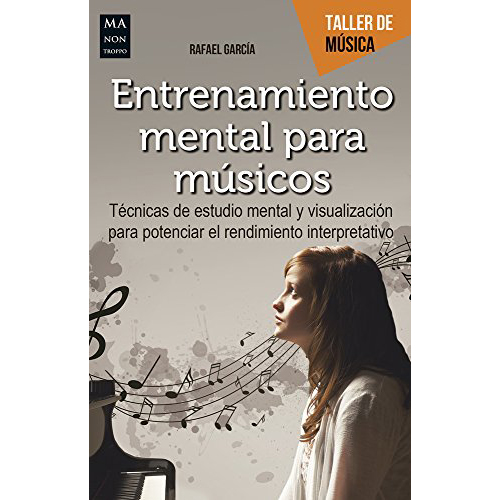 MA
NON
TROPPO
RAFAEL GARCÍA
TALLER DE
MÚSICA
Entrenamiento
mental para
músicos
Técnicas de estudio mental y visualización
para potenciar el rendimiento interpretativo